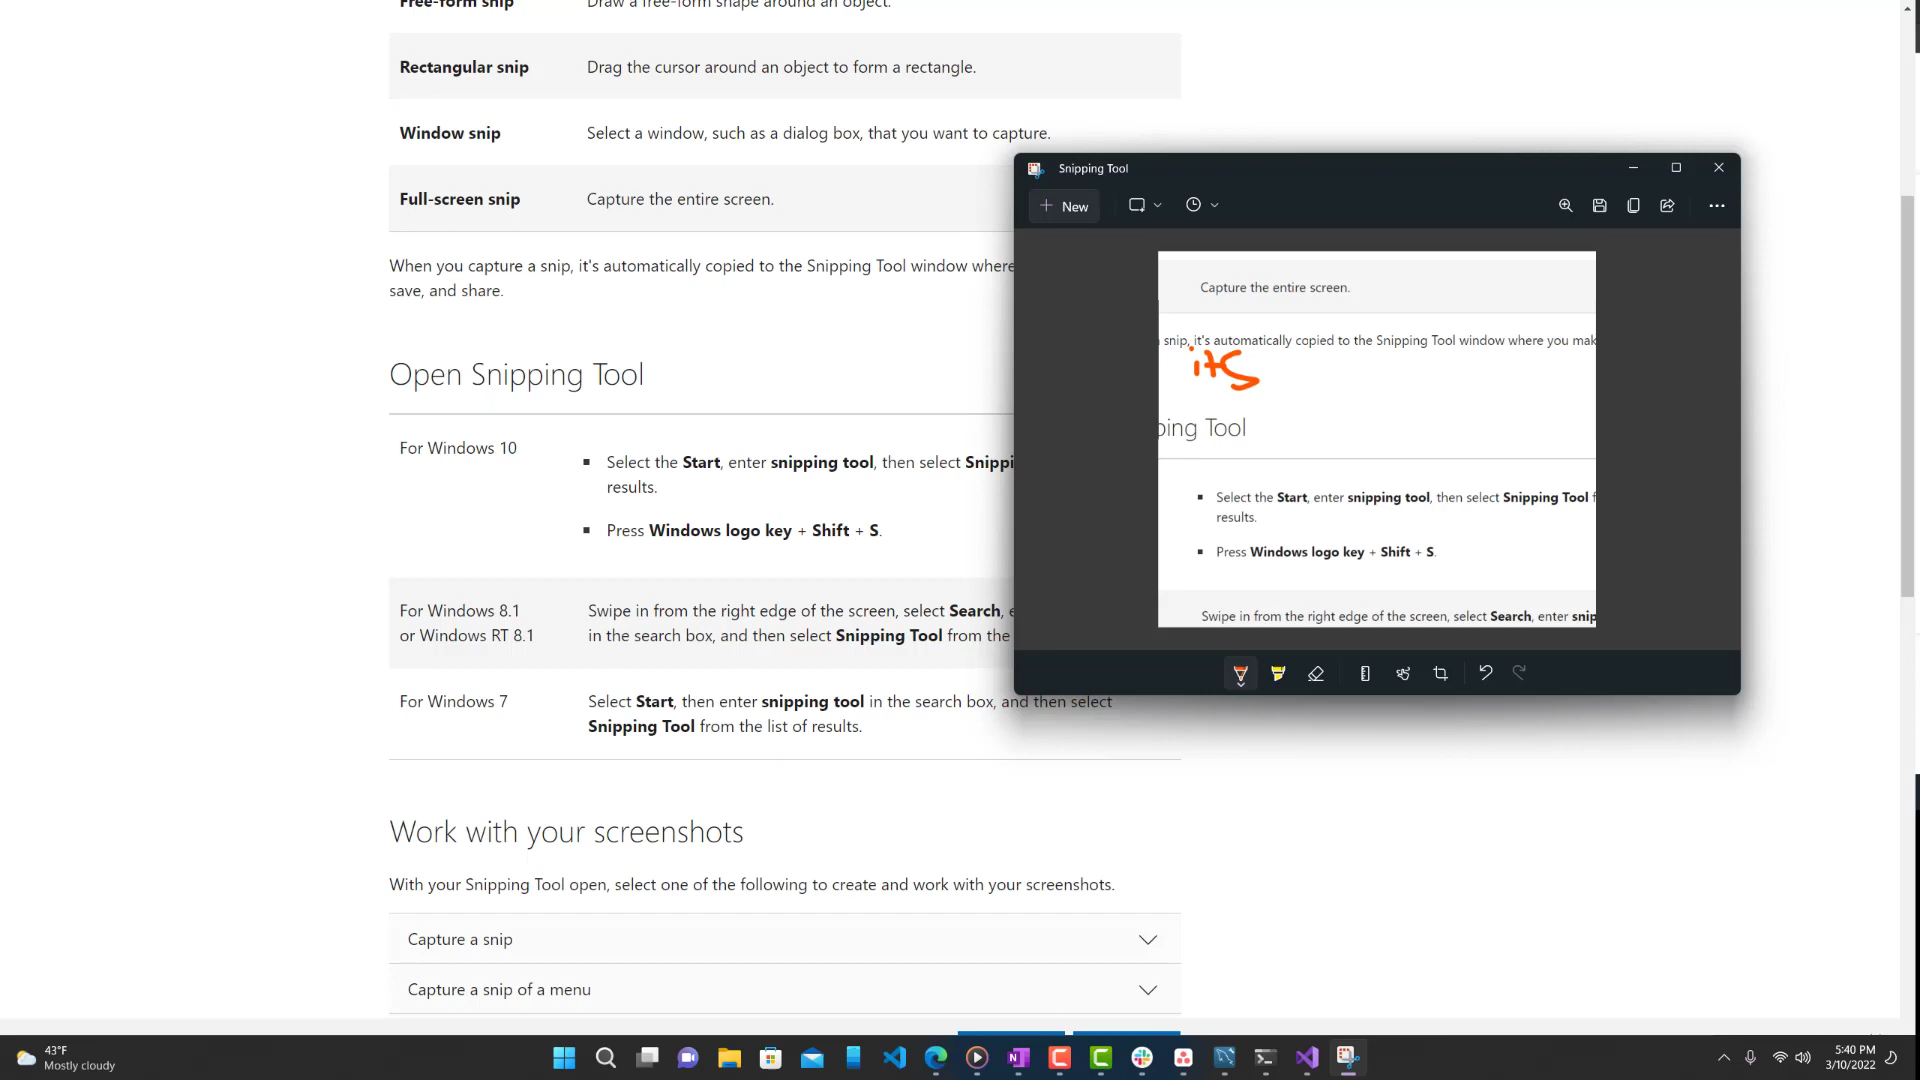 Free-form snip Draw a free-form shape around an object.
Rectangular snip Drag the cursor around an object to form a rectangle.
Window snip Select a window, such as a dialog box, that you want to capture.
Full-screen snip Capture the entire screen.
When you capture a snip, it's automatically copied to the Snipping Tool window where
save, and share.
Open Snipping Tool
For Windows 10
Select the Start, enter snipping tool, then select Snippi
results.
Press Windows logo key + Shift + S.
For Windows 8.1
or Windows RT 8.1
Swipe in from the right edge of the screen, select Search, e
in the search box, and then select Snipping Tool from the
For Windows 7
Select Start, then enter snipping tool in the search box, and then select
Snipping Tool from the list of results.
Work with your screenshots
With your Snipping Tool open, select one of the following to create and work with your screenshots.
Capture a snip
Capture a snip of a menu
Snipping Tool
New
Capture the entire screen.
snip, it's automatically copied to the Snipping Tool window where you mak
its
ping Tool
Select the Start, enter snipping tool, then select Snipping Tool f
results.
Press Windows logo key + Shift + S.
Swipe in from the right edge of the screen, select Search, enter snip
43°F
Mostly cloudy
5:40 PM
3/10/2022